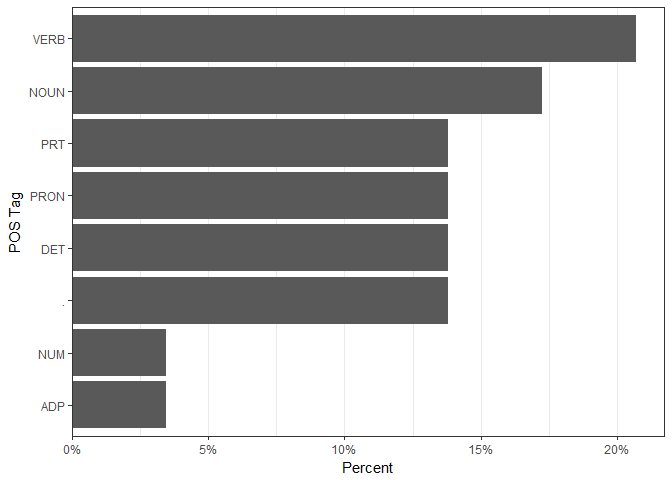 POS Tag
VERB
NOUN
PRT
PRON
DET
.
NUM
ADP
0% 5% 10% 15% 20%
Percent